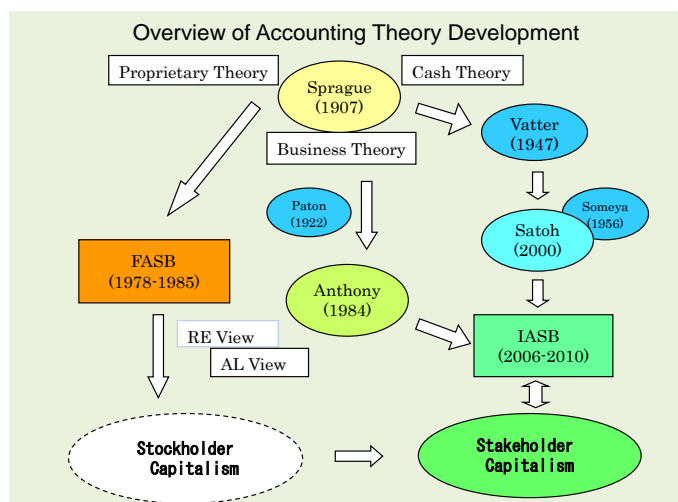 Overview of Accounting Theory Development
Proprietary Theory
Sprague
(1907)
Cash Theory
Business Theory
Vatter
(1947)
Paton
(1922)
Someya
(1956)
Satoh
(2000)
FASB
(1978-1985)
Anthony
(1984)
RE View
AL View
IASB
(2006-2010)
Stockholder
Capitalism
Stakeholder
Capitalism